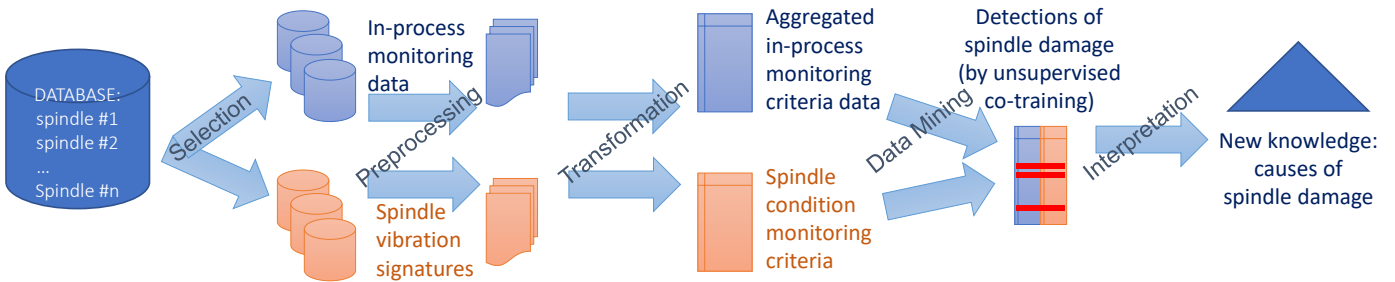 DATABASE:
spindle #1
spindle #2
...
Spindle #n
Selection
In-process
monitoring
data
Spindle
vibration
signatures
Preprocessing
Transformation
Aggregated
in-process
monitoring
criteria data
Spindle
condition
monitoring
criteria
Data Mining
Detections of
spindle damage
(by unsupervised
co-training)
Interpretation
New knowledge:
causes of
spindle damage